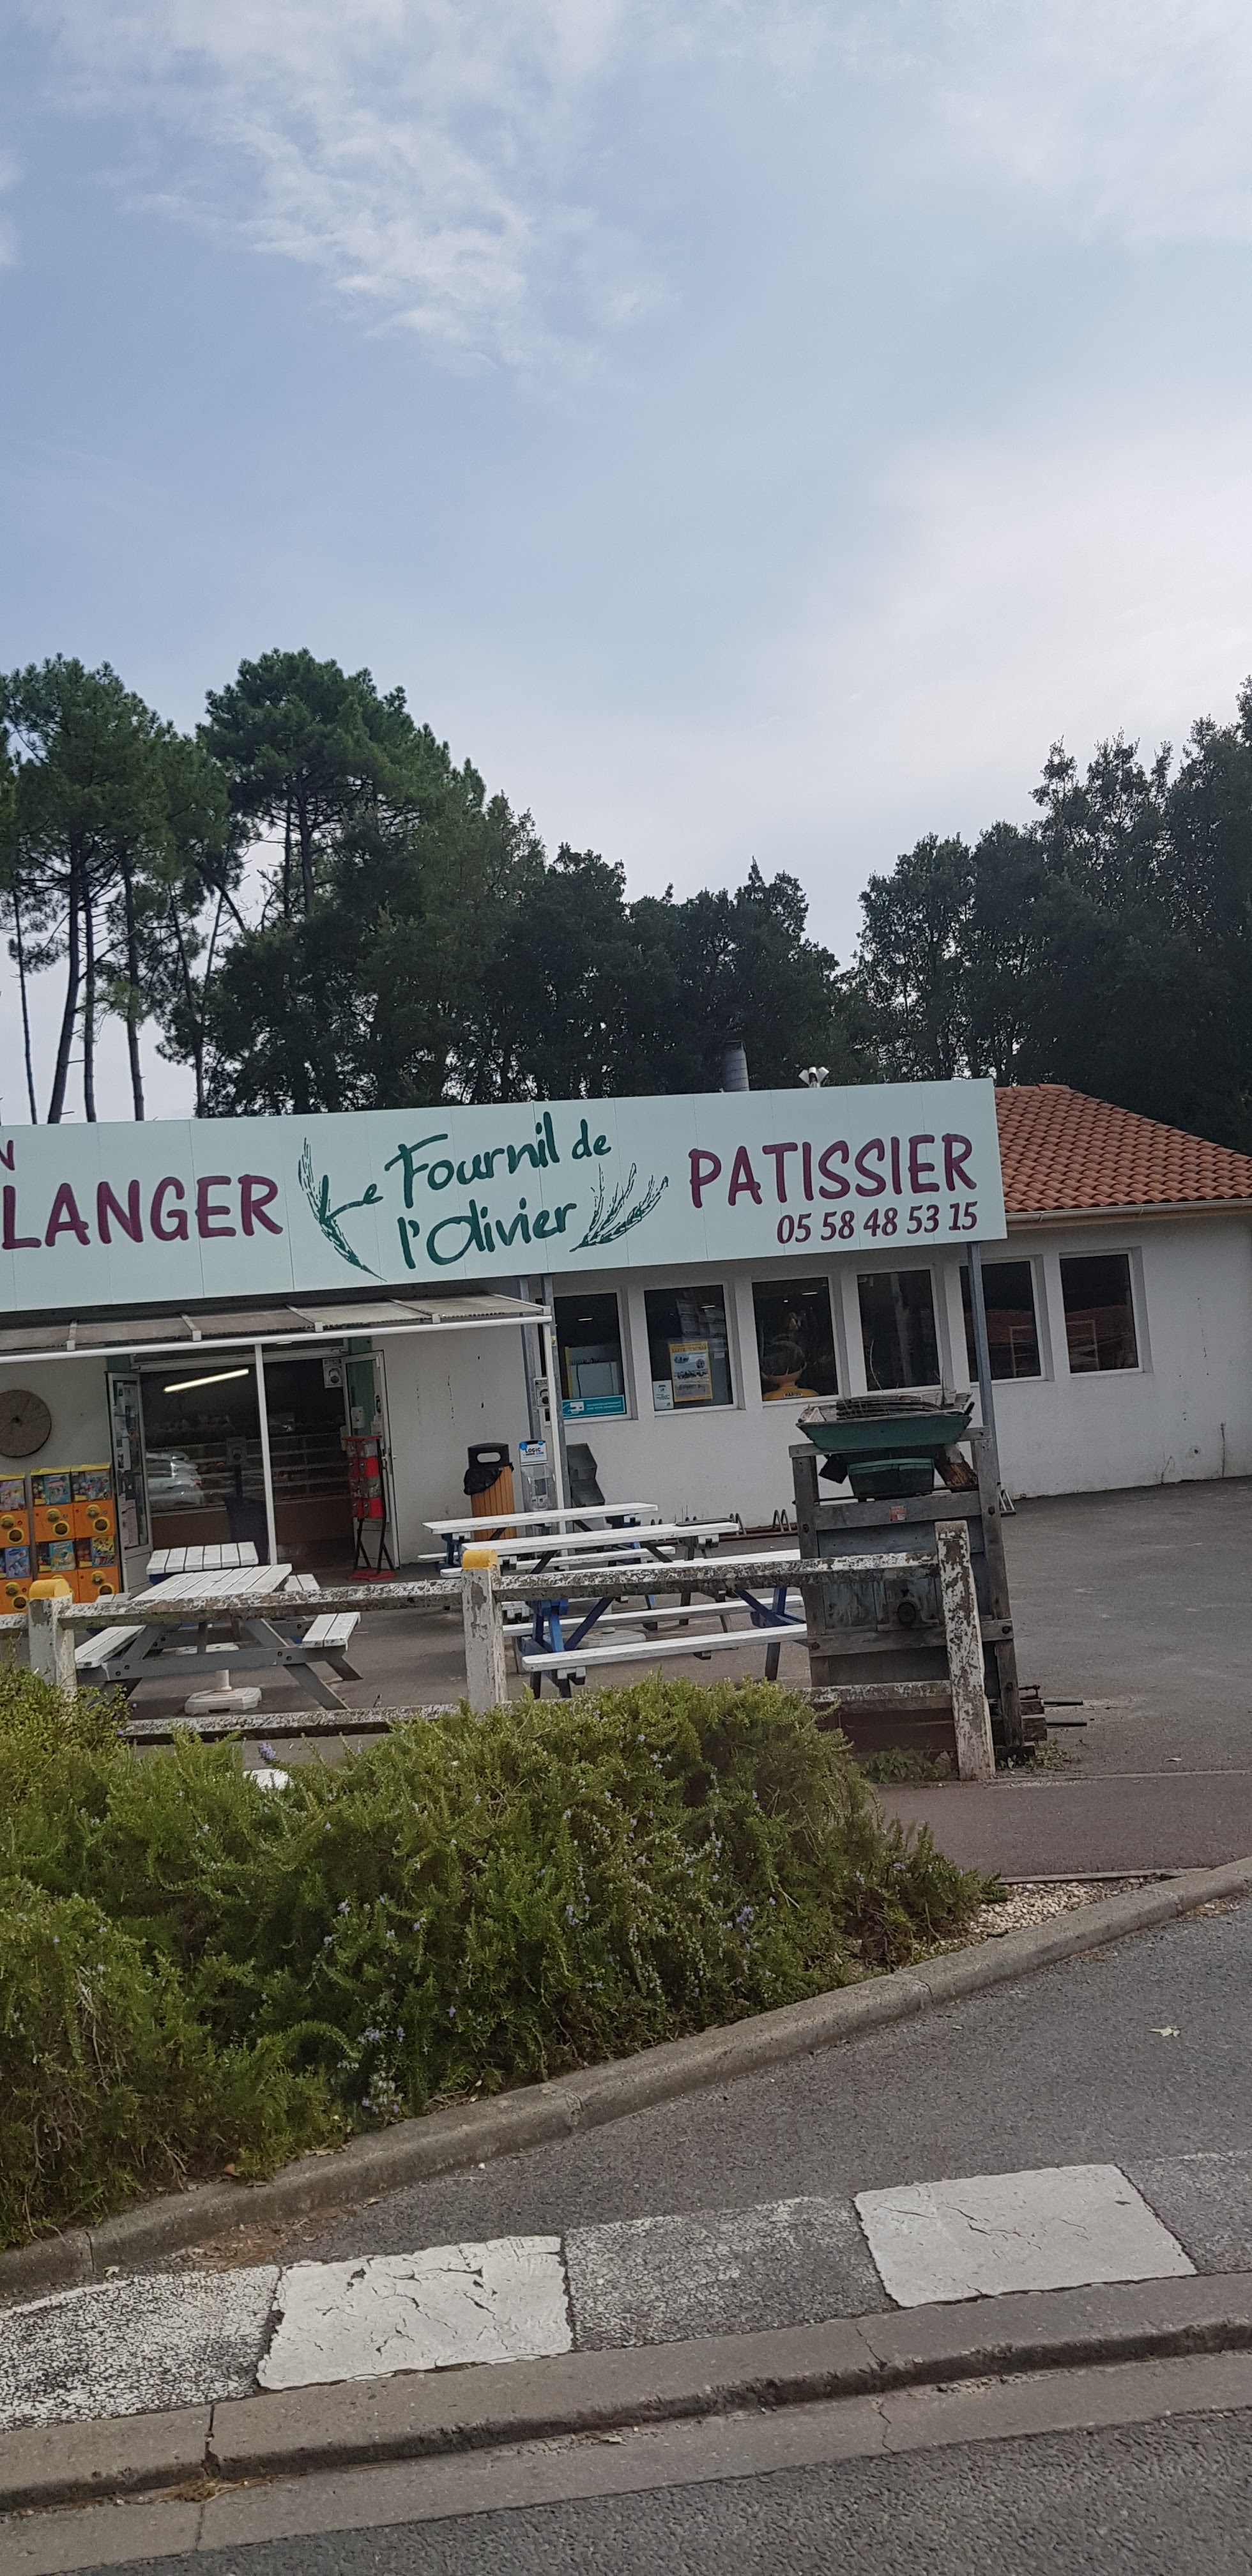 N
LANGER
Le Fournil de
l'Olivier
PATISSIER
05 58 48 53 15